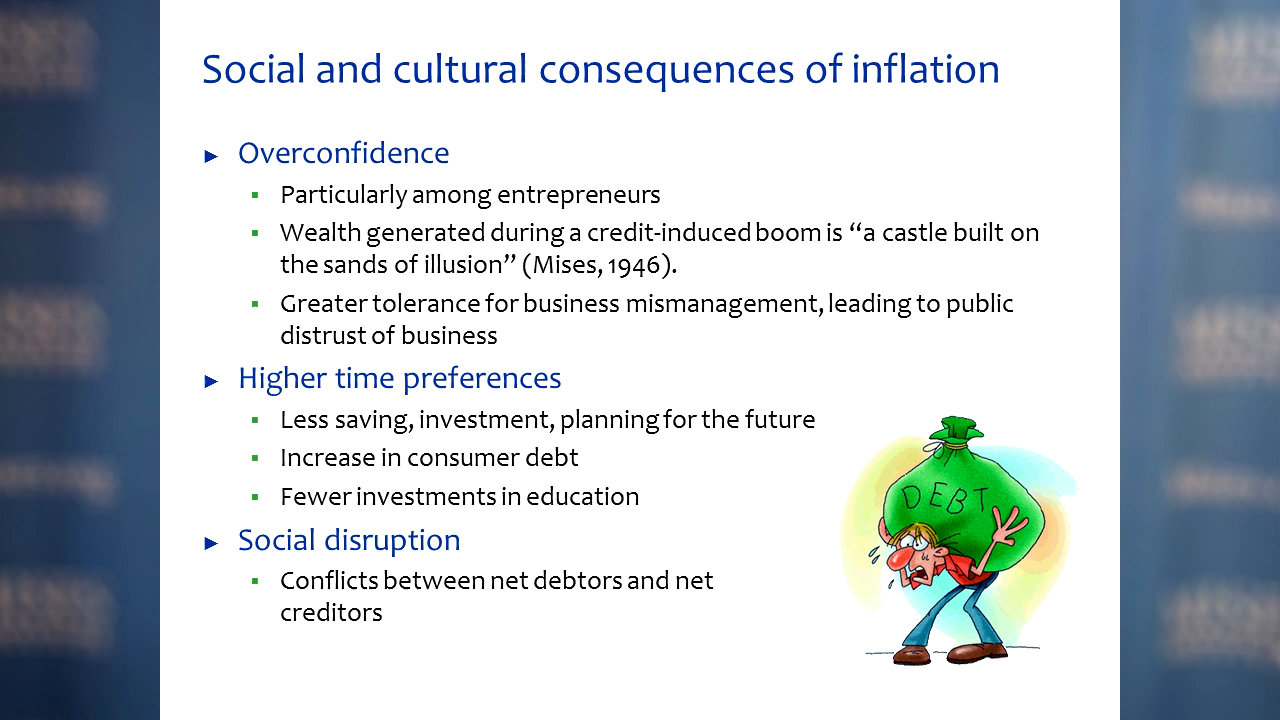 Social and cultural consequences of inflation
► Overconfidence
▪ Particularly among entrepreneurs
▪ Wealth generated during a credit-induced boom is “a castle built on
the sands of illusion” (Mises, 1946).
▪ Greater tolerance for business mismanagement, leading to public
distrust of business
► Higher time preferences
▪ Less saving, investment, planning for the future
▪ Increase in consumer debt
▪ Fewer investments in education
► Social disruption
▪ Conflicts between net debtors and net
creditors
DEBT